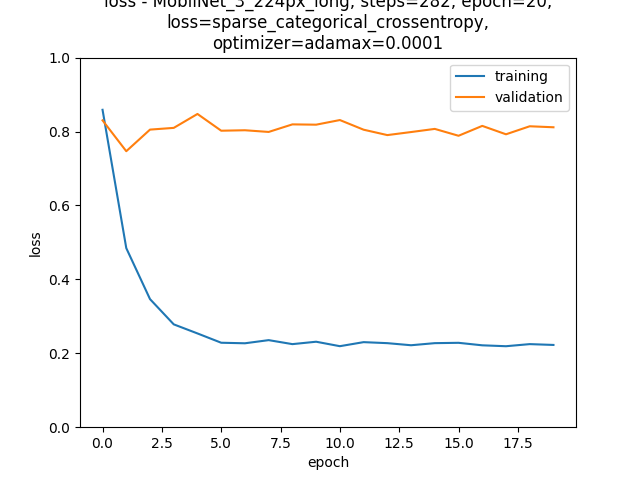 loss - MobilNet_3_224px_long, steps=282, epoch=20,
loss=sparse_categorical_crossentropy,
optimizer=adamax=0.0001
1.0
training
validation
0.8
0.6
loss
0.4
0.2
0.0
0.0 2.5 5.0 7.5 10.0 12.5 15.0 17.5
epoch